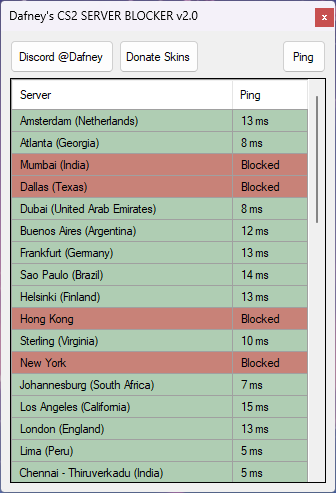 Dafney's CS2 SERVER BLOCKER v2.0
x
Discord @Dafney Donate Skins Ping
Server Ping
Amsterdam (Netherlands) 13 ms
Atlanta (Georgia) 8 ms
Mumbai (India) Blocked
Dallas (Texas) Blocked
Dubai (United Arab Emirates) 8 ms
Buenos Aires (Argentina) 12 ms
Frankfurt (Germany) 13 ms
Sao Paulo (Brazil) 14 ms
Helsinki (Finland) 13 ms
Hong Kong Blocked
Sterling (Virginia) 10 ms
New York Blocked
Johannesburg (South Africa) 7 ms
Los Angeles (California) 15 ms
London (England) 13 ms
Lima (Peru) 5 ms
Chennai - Thiruverkadu (India) 5 ms